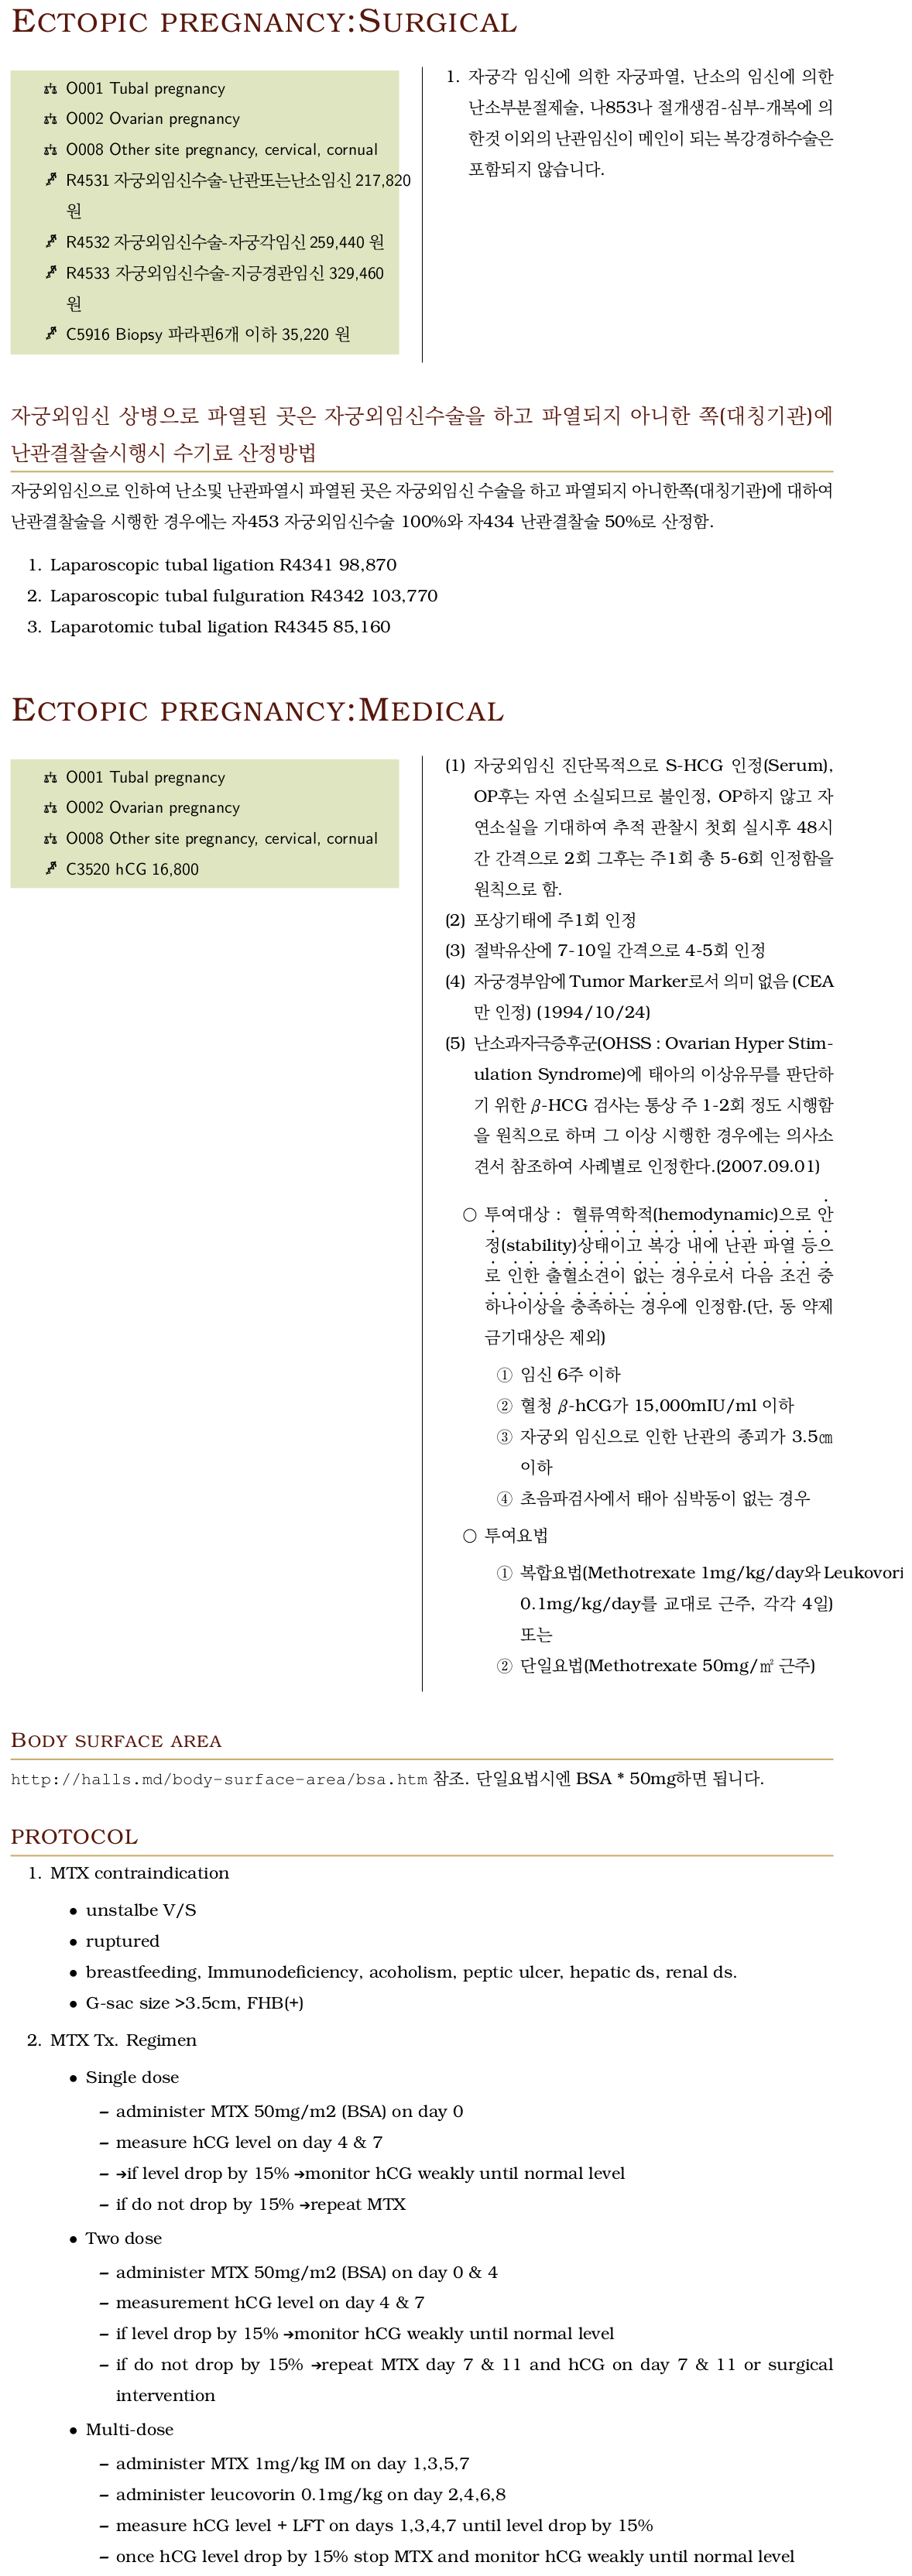 ECTOPIC PREGNANCY:SURGICAL
O001 Tubal pregnancy
O002 Ovarian pregnancy
O008 Other site pregnancy, cervical, cornual
R4531 자궁외임신수술-난관또는난소임신 217,820
원
R4532 자궁외임신수술-자궁각임신 259,440 원
R4533 자궁외임신수술-지긍경관임신 329,460
원
C5916 Biopsy 파라핀6개 이하 35,220 원
1. 자궁각 임신에 의한 자궁파열, 난소의 임신에 의한
난소부분절제술, 나853나 절개생검-심부-개복에 의
한것 이외의 난관임신이 메인이 되는 복강경하수술은
포함되지 않습니다.
자궁외임신 상병으로 파열된 곳은 자궁외임신수술을 하고 파열되지 아니한 쪽(대칭기관)에
난관결찰술시행시 수기료 산정방법
자궁외임신으로 인하여 난소및 난관파열시 파열된 곳은 자궁외임신 수술을 하고 파열되지 아니한쪽(대칭기관)에 대하여
난관결찰술을 시행한 경우에는 자453 자궁외임신수술 100%와 자434 난관결찰술 50%로 산정함.
1. Laparoscopic tubal ligation R4341 98,870
2. Laparoscopic tubal fulguration R4342 103,770
3. Laparotomic tubal ligation R4345 85,160
ECTOPIC PREGNANCY:MEDICAL
O001 Tubal pregnancy
O002 Ovarian pregnancy
O008 Other site pregnancy, cervical, cornual
C3520 hCG 16,800
(1) 자궁외임신 진단목적으로 S-HCG 인정(Serum),
OP후는 자연 소실되므로 불인정, OP하지 않고 자
연소실을 기대하여 추적 관찰시 첫회 실시후 48시
간 간격으로 2회 그후는 주1회 총 5-6회 인정함을
원칙으로 함.
(2) 포상기태에 주1회 인정
(3) 절박유산에 7-10일 간격으로 4-5회 인정
(4) 자궁경부암에 Tumor Marker로서 의미 없음 (CEA
만 인정) (1994/10/24)
(5) 난소과자극증후군(OHSS : Ovarian Hyper Stim-
ulation Syndrome)에 태아의 이상유무를 판단하
기 위한 β-HCG 검사는 통상 주 1-2회 정도 시행함
을 원칙으로 하며 그 이상 시행한 경우에는 의사소
견서 참조하여 사례별로 인정한다.(2007.09.01)
○ 투여대상 : 혈류역학적(hemodynamic)으로 안
정(stability)상태이고 복강 내에 난관 파열 등으
로 인한 출혈소견이 없는 경우로서 다음 조건 중
하나이상을 충족하는 경우에 인정함.(단, 동 약제
금기대상은 제외)
① 임신 6주 이하
② 혈청 β-hCG가 15,000mIU/ml 이하
③ 자궁외 임신으로 인한 난관의 종괴가 3.5㎝
이하
④ 초음파검사에서 태아 심박동이 없는 경우
○ 투여요법
① 복합요법(Methotrexate 1mg/kg/day와 Leukovori
0.1mg/kg/day를 교대로 근주, 각각 4일)
또는
② 단일요법(Methotrexate 50mg/㎡ 근주)
BODY SURFACE AREA
http://halls.md/body-surface-area/bsa.htm 참조. 단일요법시엔 BSA * 50mg하면 됩니다.
PROTOCOL
1. MTX contraindication
• unstalbe V/S
• ruptured
• breastfeeding, Immunodeficiency, acoholism, peptic ulcer, hepatic ds, renal ds.
• G-sac size >3.5cm, FHB(+)
2. MTX Tx. Regimen
• Single dose
– administer MTX 50mg/m2 (BSA) on day 0
– measure hCG level on day 4 & 7
– ➔if level drop by 15% ➔monitor hCG weakly until normal level
– if do not drop by 15% ➔repeat MTX
• Two dose
– administer MTX 50mg/m2 (BSA) on day 0 & 4
– measurement hCG level on day 4 & 7
– if level drop by 15% ➔monitor hCG weakly until normal level
– if do not drop by 15% ➔repeat MTX day 7 & 11 and hCG on day 7 & 11 or surgical
intervention
• Multi-dose
– administer MTX 1mg/kg IM on day 1,3,5,7
– administer leucovorin 0.1mg/kg on day 2,4,6,8
– measure hCG level + LFT on days 1,3,4,7 until level drop by 15%
– once hCG level drop by 15% stop MTX and monitor hCG weakly until normal level